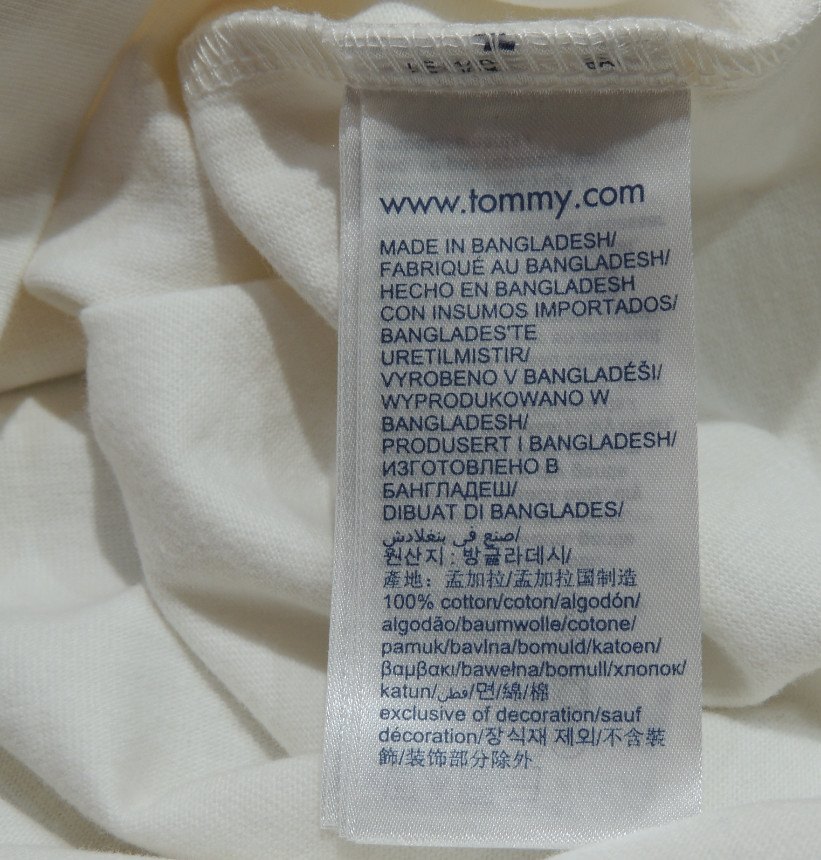 www.tommy.com
MADE IN BANGLADESH/
FABRIQUÉ AU BANGLADESH/
HECHO EN BANGLADESH
CON INSUMOS IMPORTADOS/
BANGLADES'TE
URETILMISTIR/
VYROBENO V BANGLADÉŠI/
WYPRODUKOWANO W
BANGLADESH/
PRODUSERT I BANGLADESH/
ИЗГОТОВЛЕНО В
БАНГЛАДЕШ/
DIBUAT DI BANGLADES/
صنع في بنغلادش/
원산지 : 방글라데시/
產地：孟加拉/孟加拉国制造
100% cotton/coton/algodón/
algodão/baumwolle/cotone/
pamuk/bavlna/bomuld/katoen/
βαμβακι/bawełna/bomull/хлопок/
katun/قطن/면/綿/棉
exclusive of decoration/sauf
décoration/장식재 제외/不含裝
飾/装饰部分除外